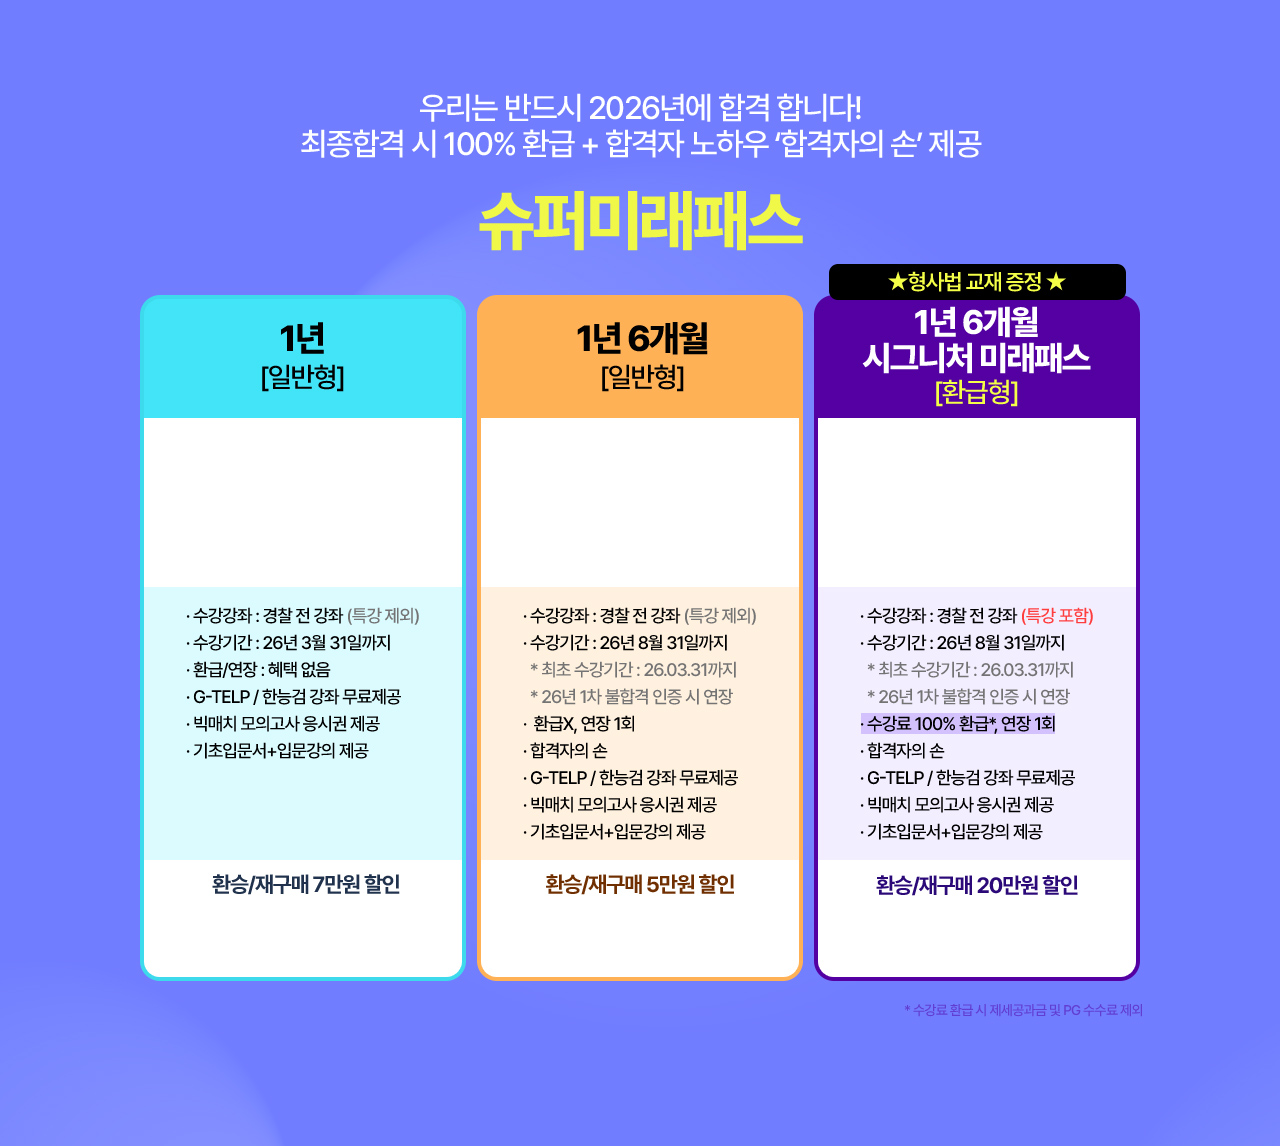 우리는 반드시 2026년에 합격 합니다!
최종합격 시 100% 환급 + 합격자 노하우 ‘합격자의 손’ 제공
슈퍼미래패스
1년
[일반형]
· 수강강좌 : 경찰 전 강좌 (특강 제외)
· 수강기간 : 26년 3월 31일까지
· 환급/연장 : 혜택 없음
· G-TELP / 한능검 강좌 무료제공
· 빅매치 모의고사 응시권 제공
· 기초입문서+입문강의 제공
환승/재구매 7만원 할인
1년 6개월
[일반형]
· 수강강좌 : 경찰 전 강좌 (특강 제외)
· 수강기간 : 26년 8월 31일까지
* 최초 수강기간 : 26.03.31까지
* 26년 1차 불합격 인증 시 연장
· 환급X, 연장 1회
· 합격자의 손
· G-TELP / 한능검 강좌 무료제공
· 빅매치 모의고사 응시권 제공
· 기초입문서+입문강의 제공
환승/재구매 5만원 할인
★형사법 교재 증정 ★
1년 6개월
시그니처 미래패스
[환급형]
· 수강강좌 : 경찰 전 강좌 (특강 포함)
· 수강기간 : 26년 8월 31일까지
* 최초 수강기간 : 26.03.31까지
* 26년 1차 불합격 인증 시 연장
· 수강료 100% 환급*, 연장 1회
· 합격자의 손
· G-TELP / 한능검 강좌 무료제공
· 빅매치 모의고사 응시권 제공
· 기초입문서+입문강의 제공
환승/재구매 20만원 할인
* 수강료 환급 시 제세공과금 및 PG 수수료 제외